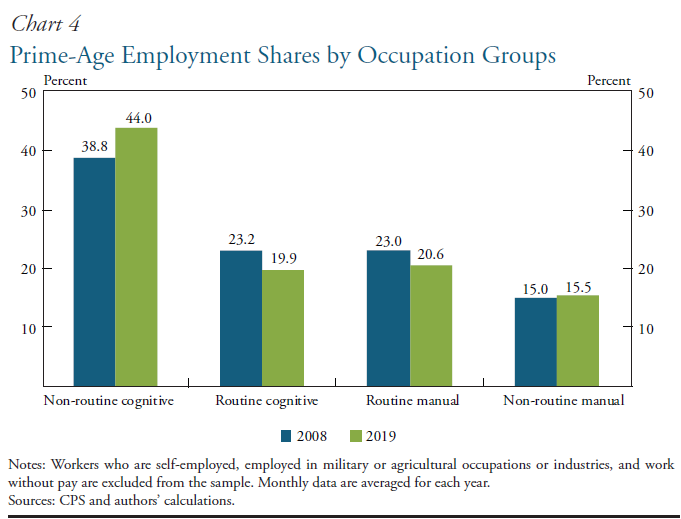 Chart 4
Prime-Age Employment Shares by Occupation Groups
Percent Percent
50 50
44.0
38.8
40 40
30 30
23.2 23.0
19.9 20.6
20 20
15.0 15.5
10 10
Non-routine cognitive Routine cognitive Routine manual Non-routine manual
2008 2019
Notes: Workers who are self-employed, employed in military or agricultural occupations or industries, and work
without pay are excluded from the sample. Monthly data are averaged for each year.
Sources: CPS and authors’ calculations.